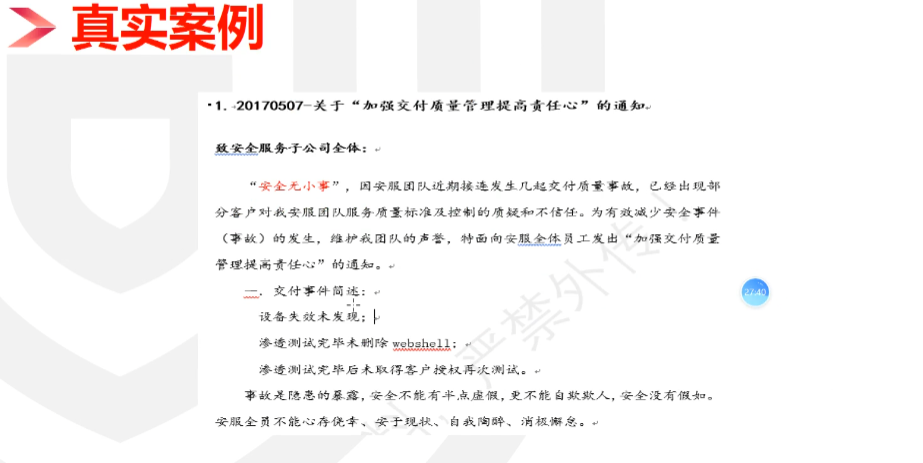 真实案例
1. 20170507-关于“加强交付质量管理提高责任心”的通知
致安全服务子公司全体：
“安全无小事”，因安服团队近期接连发生几起交付质量事故，已经出现部
分客户对我安服团队服务质量标准及控制的质疑和不信任。为有效减少安全事件
（事故）的发生，维护我团队的声誉，特面向安服全体员工发出“加强交付质量
管理提高责任心”的通知。
一．交付事件简述：
设备失效未发现；
渗透测试完毕未删除 webshell；
渗透测试完毕后未取得客户授权再次测试。
事故是隐患的暴露，安全不能有半点虚假，更不能自欺欺人，安全没有假如。
安服全员不能心存侥幸、安于现状、自我陶醉、消极懈怠。
27:40
严禁外传